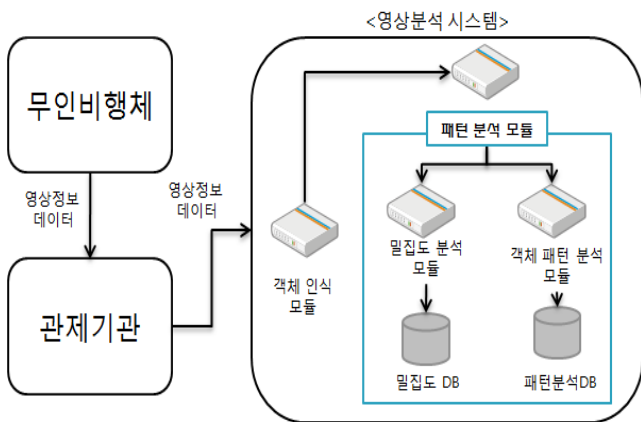 <영상분석 시스템>
무인비행체
패턴 분석 모듈
영상정보
데이터
영상정보
데이터
객체 인식
모듈
밀집도 분석
모듈
객체 패턴 분석
모듈
관제기관
밀집도 DB
패턴분석DB